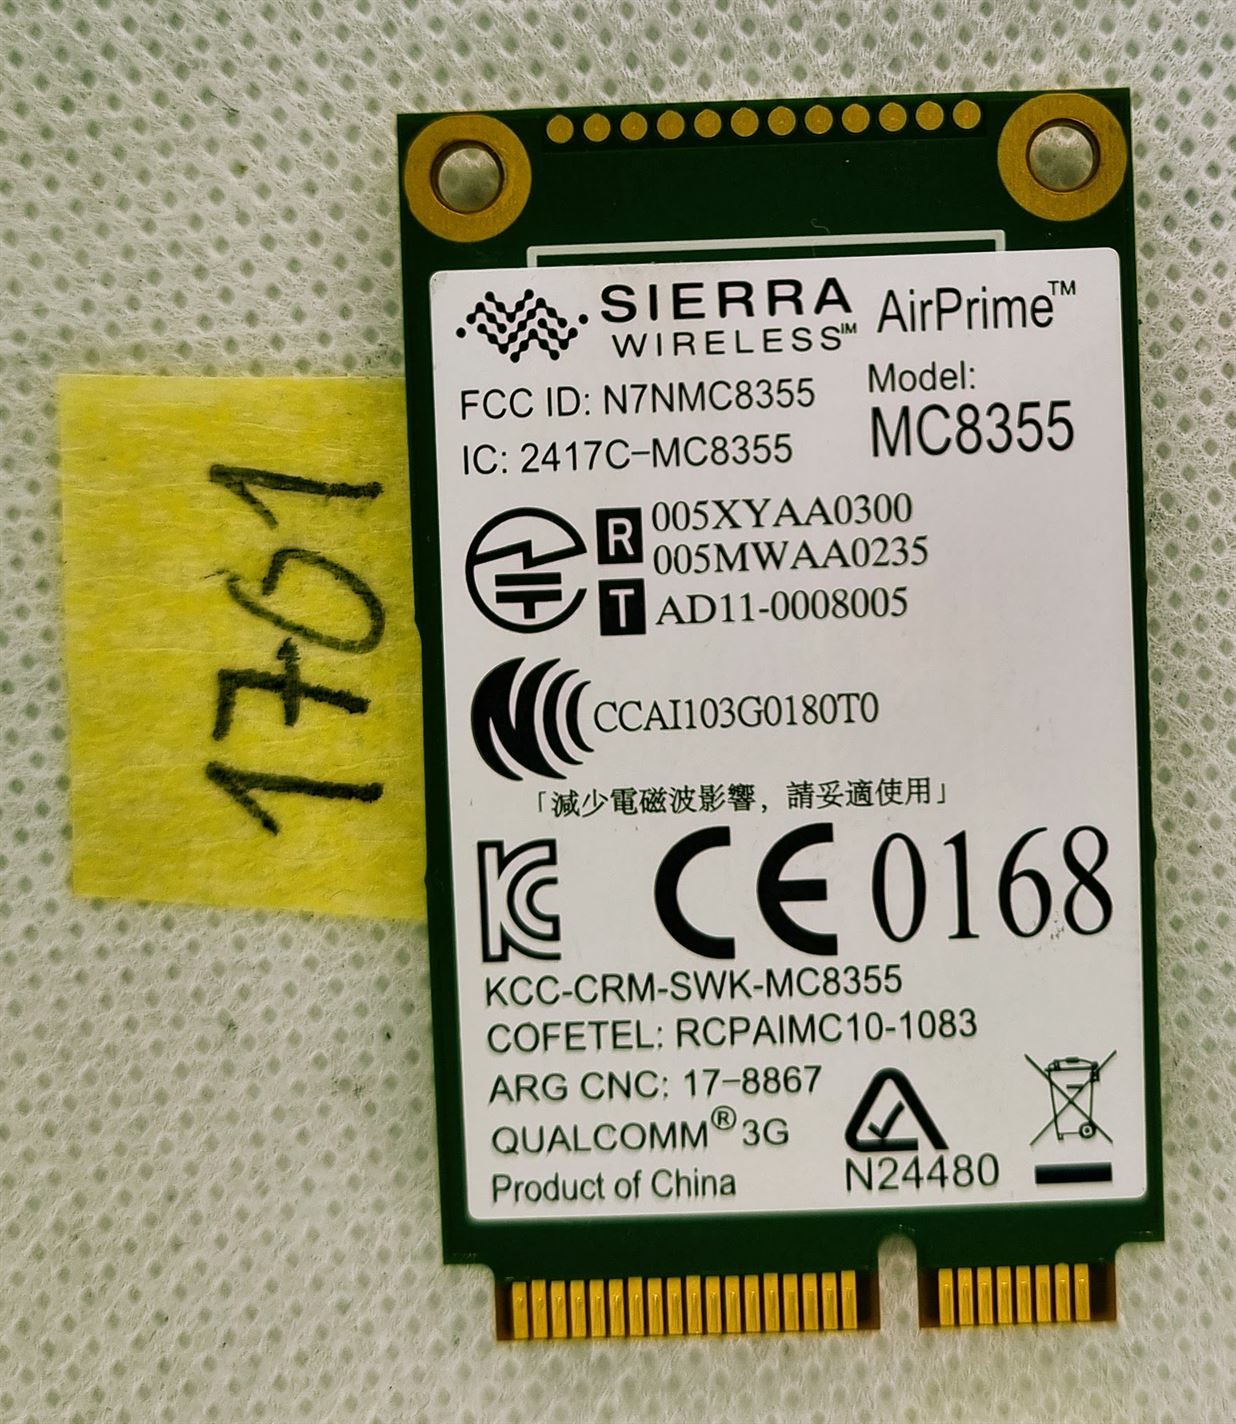 SIERRA
WIRELESS℠
AirPrime™
FCC ID: N7NMC8355
IC: 2417C-MC8355
Model:
MC8355
R 005XYAA0300
005MWAA0235
T AD11-0008005
CCAI103G0180T0
「減少電磁波影響，請妥適使用」
CE 0168
KCC-CRM-SWK-MC8355
COFETEL: RCPAIMC10-1083
ARG CNC: 17-8867
QUALCOMM® 3G
Product of China
N24480
1761